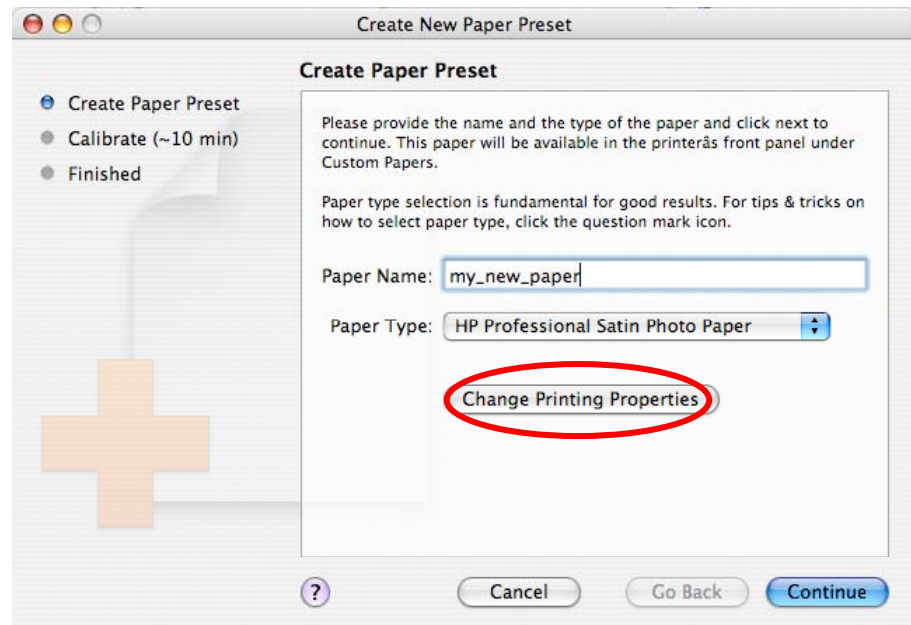 Create New Paper Preset
Create Paper Preset
Create Paper Preset
Calibrate (~10 min)
Finished
Please provide the name and the type of the paper and click next to
continue. This paper will be available in the printerâs front panel under
Custom Papers.
Paper type selection is fundamental for good results. For tips & tricks on
how to select paper type, click the question mark icon.
Paper Name: my_new_paper
Paper Type: HP Professional Satin Photo Paper
Change Printing Properties
? Cancel Go Back Continue